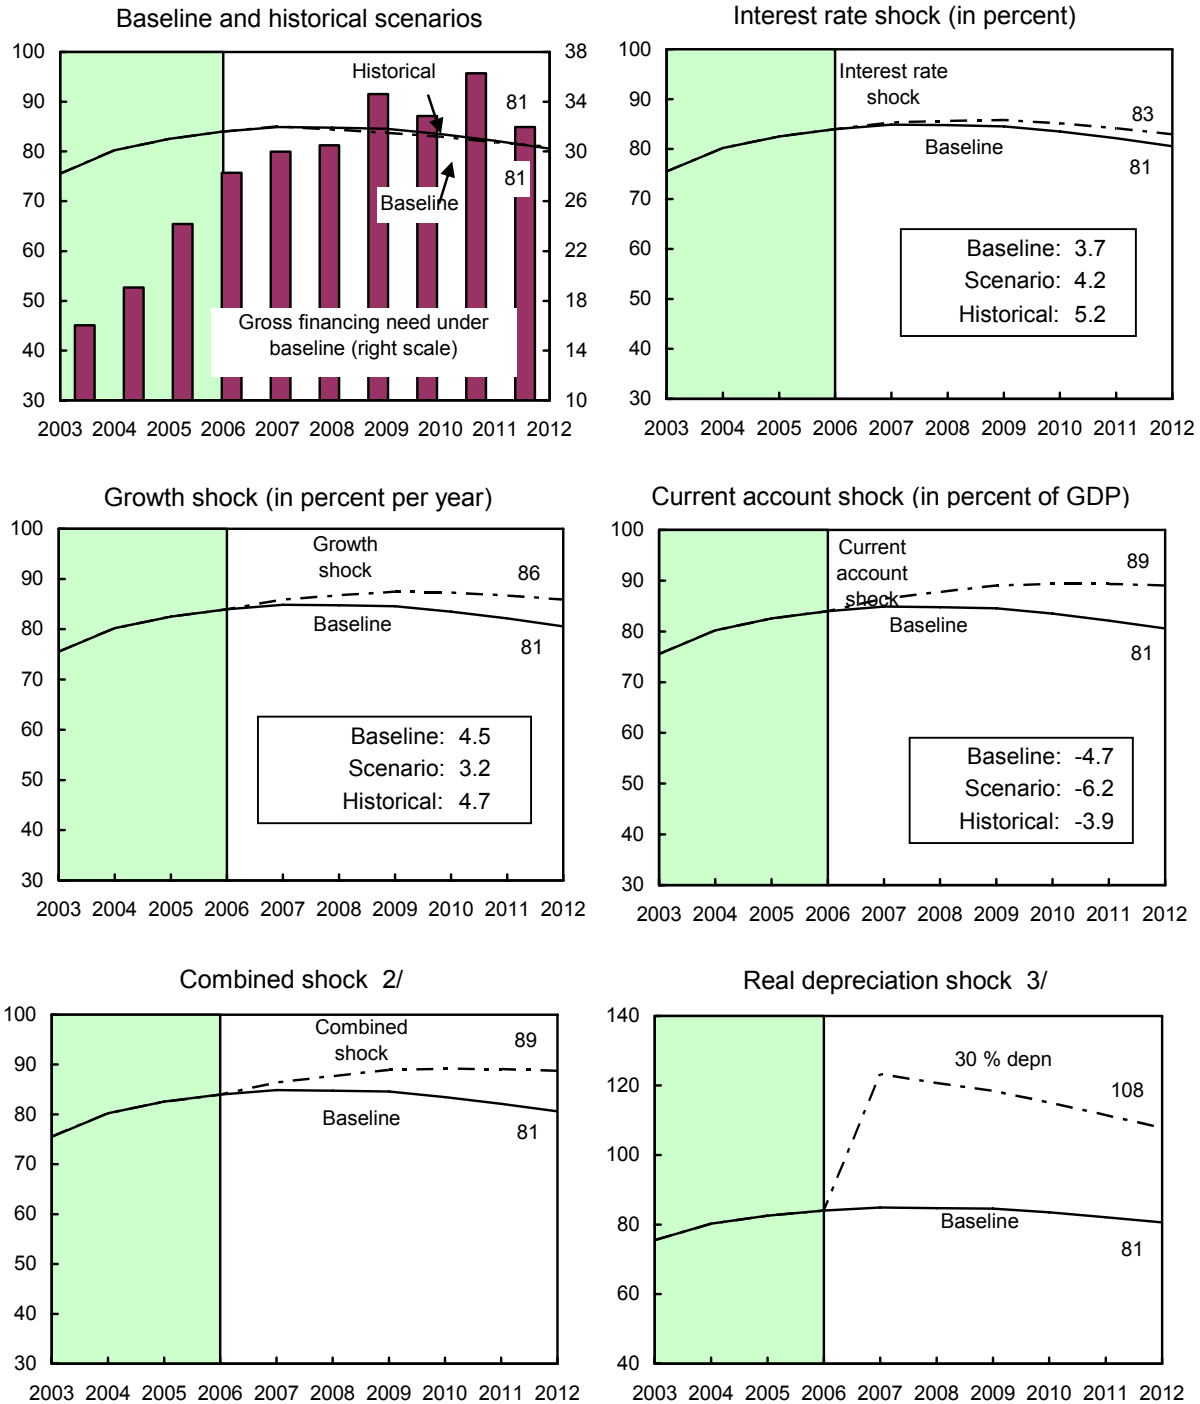 Baseline and historical scenarios
100
90
80
70
60
50
40
30
38
34
30
26
22
18
14
10
Historical
81
81
Baseline
Gross financing need under
baseline (right scale)
2003 2004 2005 2006 2007 2008 2009 2010 2011 2012
Interest rate shock (in percent)
100
90
80
70
60
50
40
30
Interest rate
shock
83
Baseline
81
Baseline: 3.7
Scenario: 4.2
Historical: 5.2
2003 2004 2005 2006 2007 2008 2009 2010 2011 2012
Growth shock (in percent per year)
100
90
80
70
60
50
40
30
Growth
shock
86
Baseline
81
Baseline: 4.5
Scenario: 3.2
Historical: 4.7
2003 2004 2005 2006 2007 2008 2009 2010 2011 2012
Current account shock (in percent of GDP)
100
90
80
70
60
50
40
30
Current
account
shock
89
Baseline
81
Baseline: -4.7
Scenario: -6.2
Historical: -3.9
2003 2004 2005 2006 2007 2008 2009 2010 2011 2012
Combined shock 2/
100
90
80
70
60
50
40
30
Combined
shock
89
Baseline
81
2003 2004 2005 2006 2007 2008 2009 2010 2011 2012
Real depreciation shock 3/
140
120
100
80
60
40
30 % depn
108
Baseline
81
2003 2004 2005 2006 2007 2008 2009 2010 2011 2012